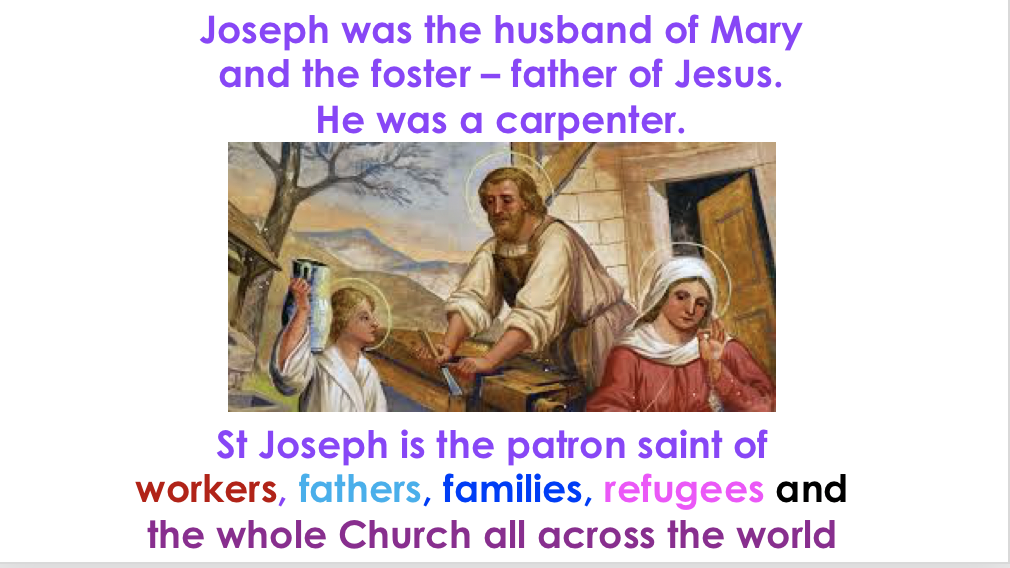 Joseph was the husband of Mary
and the foster – father of Jesus.
He was a carpenter.
St Joseph is the patron saint of
workers, fathers, families, refugees and
the whole Church all across the world